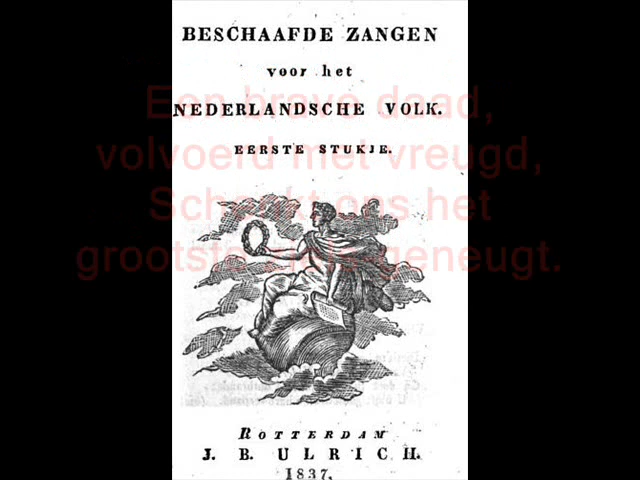 BESCHAAFDE ZANGEN
voor het
NEDERLANDSCHE VOLK.
EERSTE STUKJE.
Een brave daad,
volvoerd met vreugd,
Schenkt ons het
grootste
geneugt.
ROTTERDAM
J. B. ULRICH.
1837.